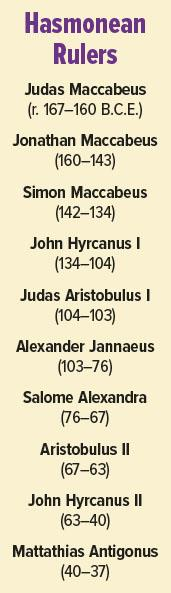 Hasmonean
Rulers
Judas Maccabeus
(r. 167–160 B.C.E.)
Jonathan Maccabeus
(160–143)
Simon Maccabeus
(142–134)
John Hyrcanus I
(134–104)
Judas Aristobulus I
(104–103)
Alexander Jannaeus
(103–76)
Salome Alexandra
(76–67)
Aristobulus II
(67–63)
John Hyrcanus II
(63–40)
Mattathias Antigonus
(40–37)